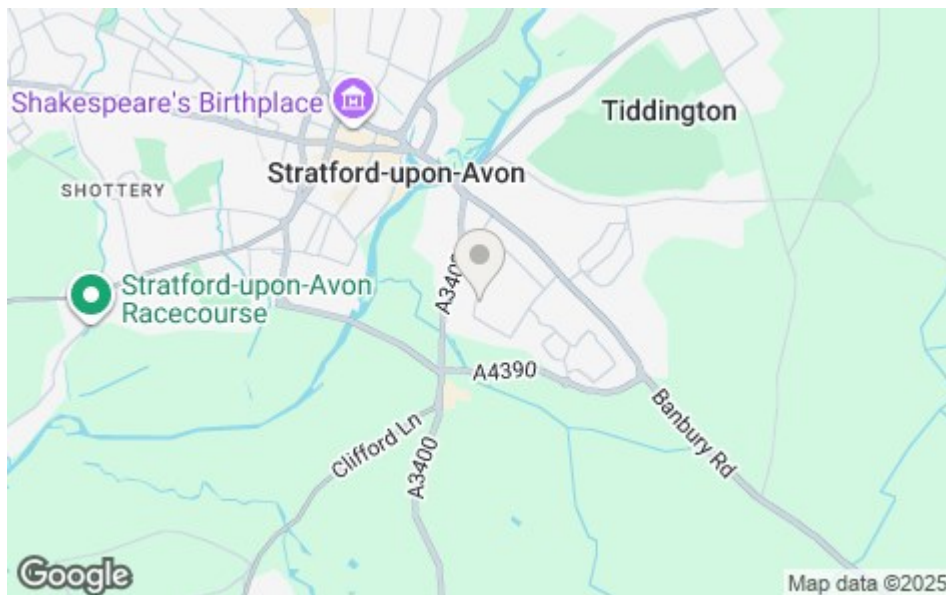 Shakespeare's Birthplace
Tiddington
Stratford-upon-Avon
SHOTTERY
A3400
Stratford-upon-Avon
Racecourse
A4390
Banbury Rd
Clifford Ln
A3400
Google
Map data ©2025